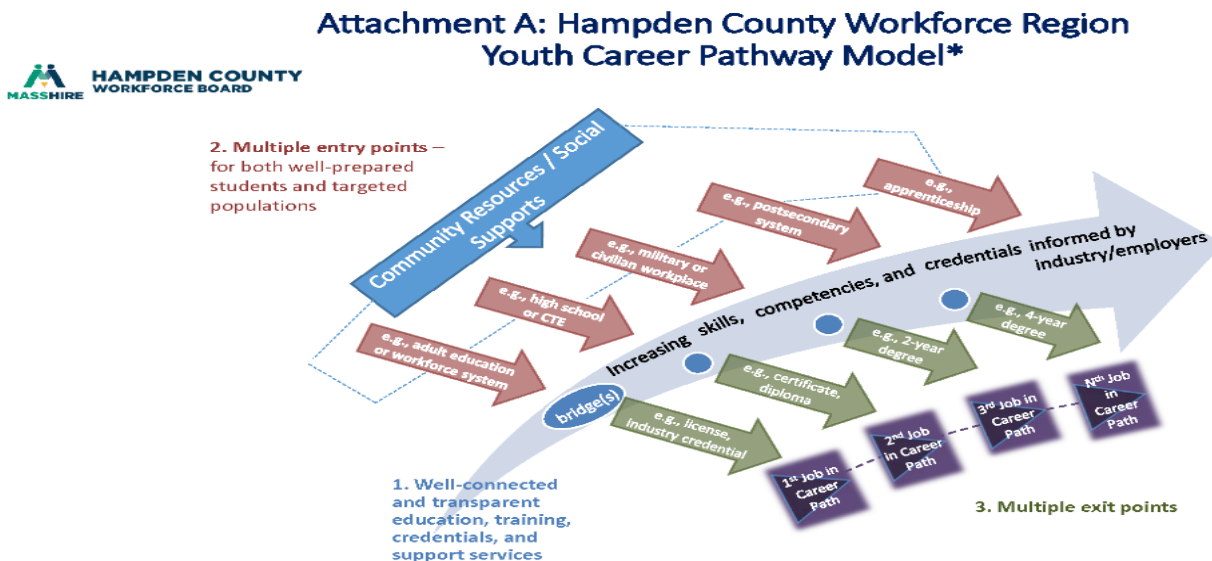 Attachment A: Hampden County Workforce Region
Youth Career Pathway Model*
MASSHIRE
HAMPDEN COUNTY
WORKFORCE BOARD
2. Multiple entry points –
for both well-prepared
students and targeted
populations
Community Resources / Social
Supports
e.g., apprenticeship
e.g., postsecondary
system
e.g., military or
civilian workplace
e.g., high school
or CTE
e.g., adult education
or workforce system
Increasing skills, competencies, and credentials informed by
industry/employers
bridge(s)
e.g., license,
industry credential
e.g., certificate,
diploma
e.g., 2-year
degree
e.g., 4-year
degree
1st Job in
Career
Path
2nd Job
in Career
Path
3rd Job in
Career
Path
Nth Job
in
Career
Path
1. Well-connected
and transparent
education, training,
credentials, and
support services
3. Multiple exit points